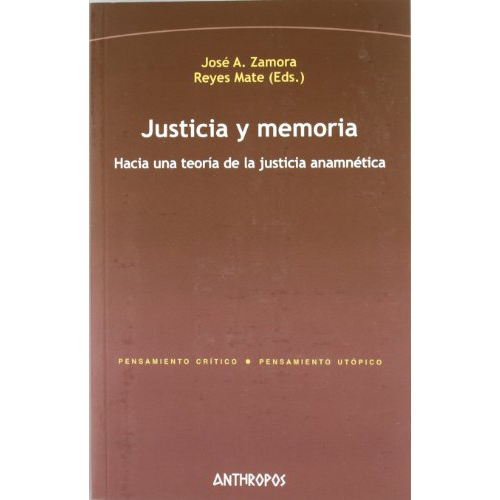 José A. Zamora
Reyes Mate (Eds.)
Justicia y memoria
Hacia una teoría de la justicia anamnética
PENSAMIENTO CRÍTICO ● PENSAMIENTO UTÓPICO
ANTHROPOS